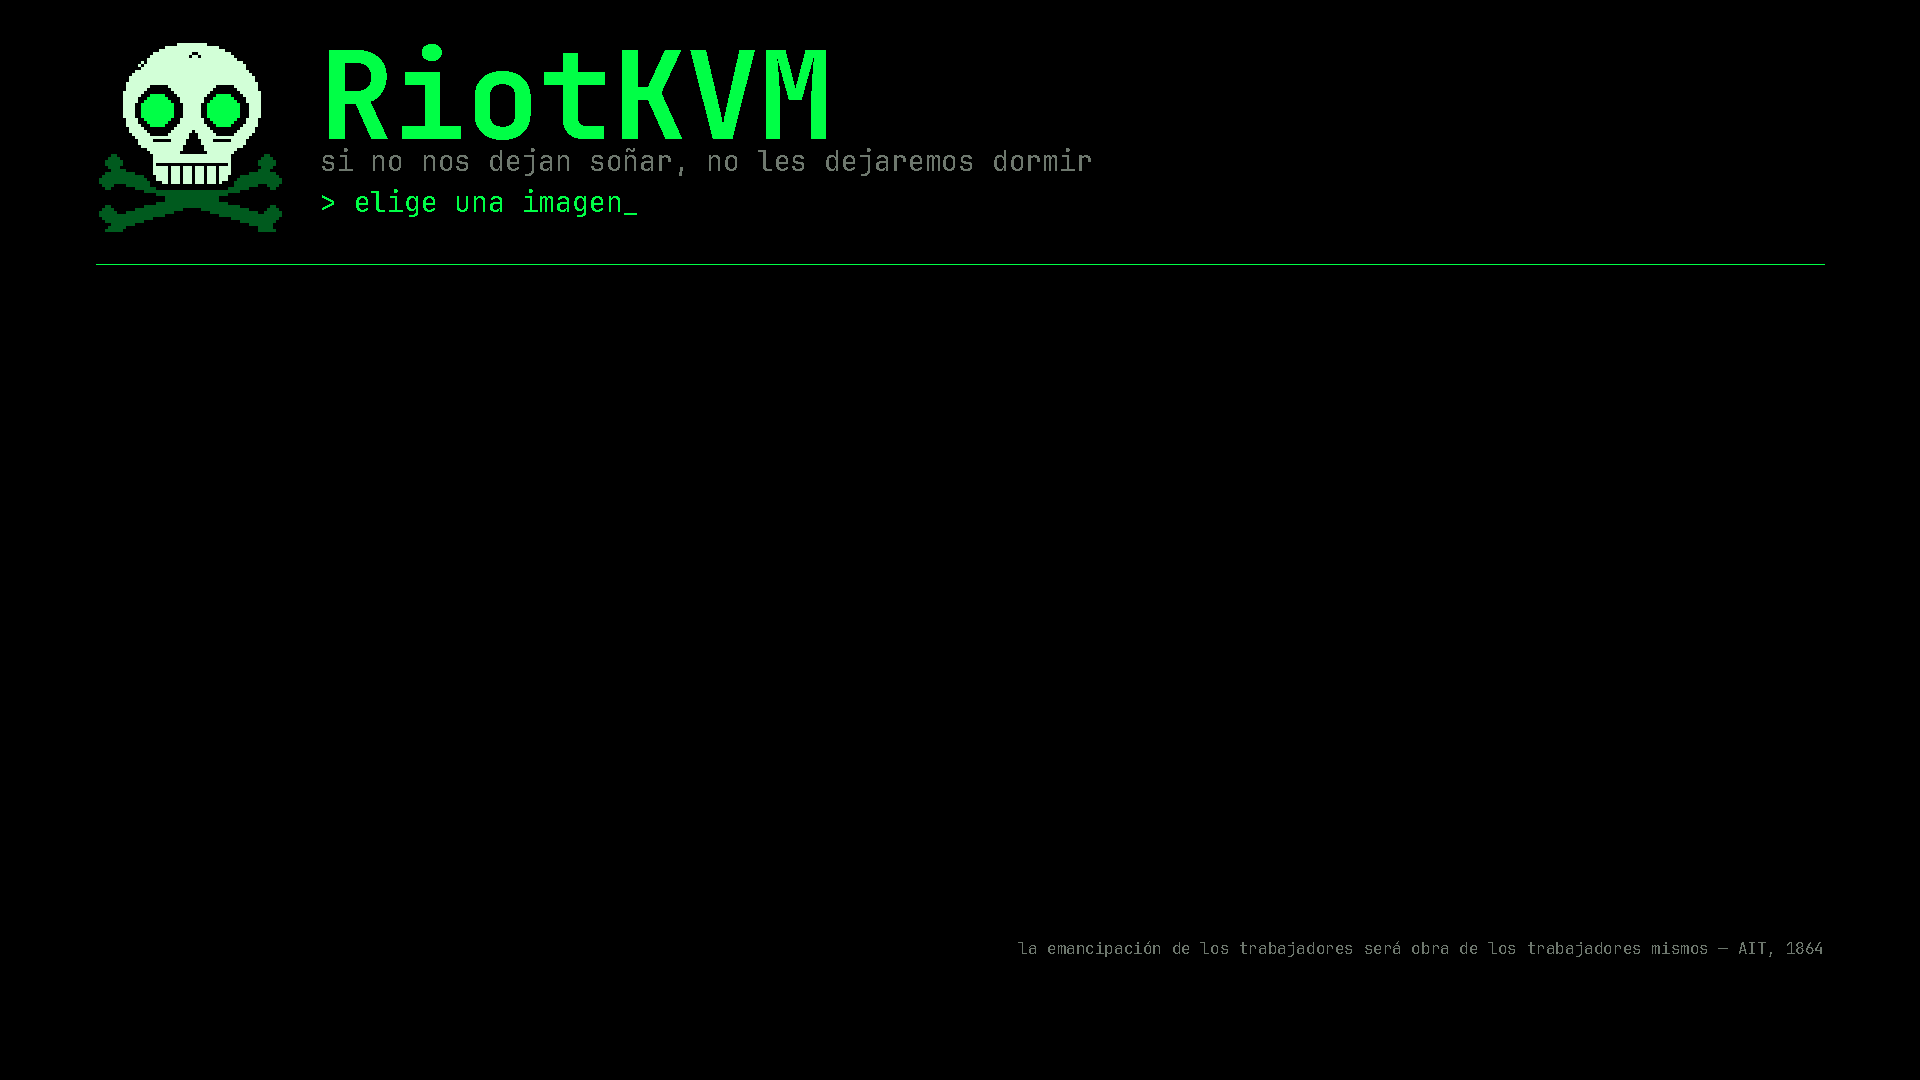 RiotKVM
si no nos dejan soñar, no les dejaremos dormir
> elige una imagen_
la emancipación de los trabajadores será obra de los trabajadores mismos — AIT, 1864